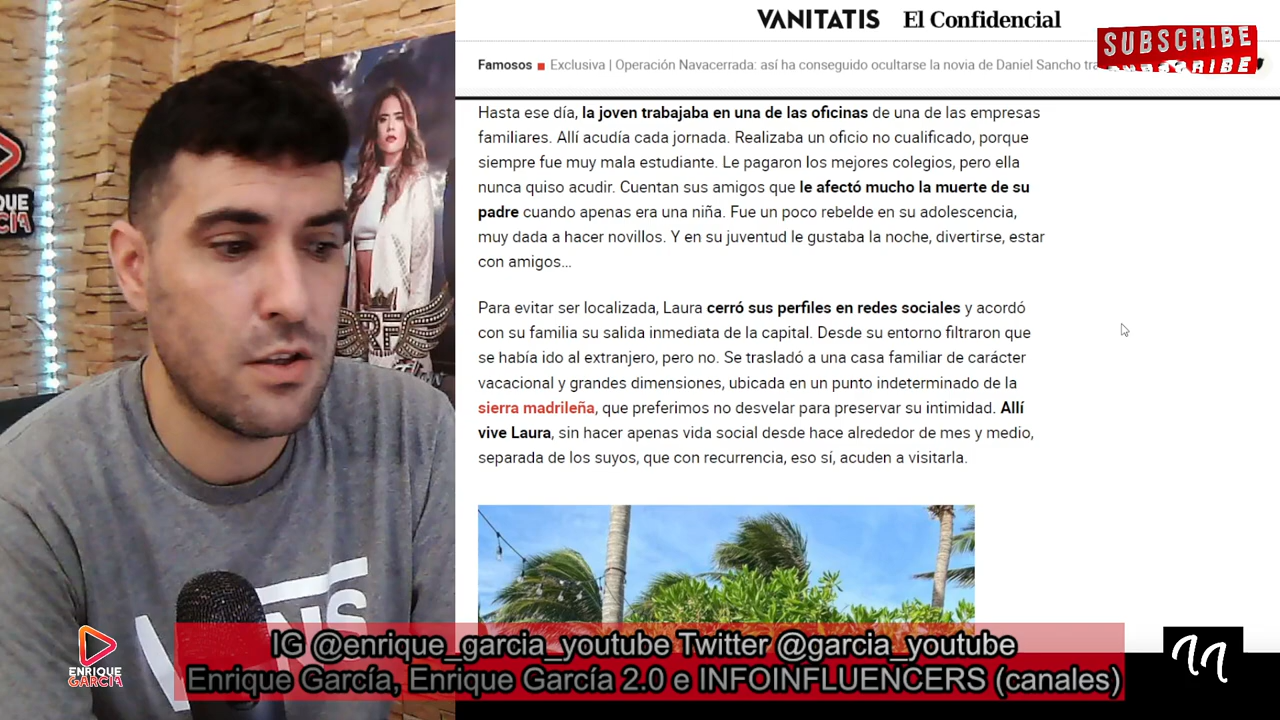 VANITATIS El Confidencial
SUBSCRIBE
Famosos ■ Exclusiva | Operación Navacerrada: así ha conseguido ocultarse la novia de Daniel Sancho
Hasta ese día, la joven trabajaba en una de las oficinas de una de las empresas
familiares. Allí acudía cada jornada. Realizaba un oficio no cualificado, porque
siempre fue muy mala estudiante. Le pagaron los mejores colegios, pero ella
nunca quiso acudir. Cuentan sus amigos que le afectó mucho la muerte de su
padre cuando apenas era una niña. Fue un poco rebelde en su adolescencia,
muy dada a hacer novillos. Y en su juventud le gustaba la noche, divertirse, estar
con amigos…
Para evitar ser localizada, Laura cerró sus perfiles en redes sociales y acordó
con su familia su salida inmediata de la capital. Desde su entorno filtraron que
se había ido al extranjero, pero no. Se trasladó a una casa familiar de carácter
vacacional y grandes dimensiones, ubicada en un punto indeterminado de la
sierra madrileña, que preferimos no desvelar para preservar su intimidad. Allí
vive Laura, sin hacer apenas vida social desde hace alrededor de mes y medio,
separada de los suyos, que con recurrencia, eso sí, acuden a visitarla.
RF
ENRIQUE
GARCÍA
IG @enrique_garcia_youtube Twitter @garcia_youtube
Enrique García, Enrique García 2.0 e INFOINFLUENCERS (canales)